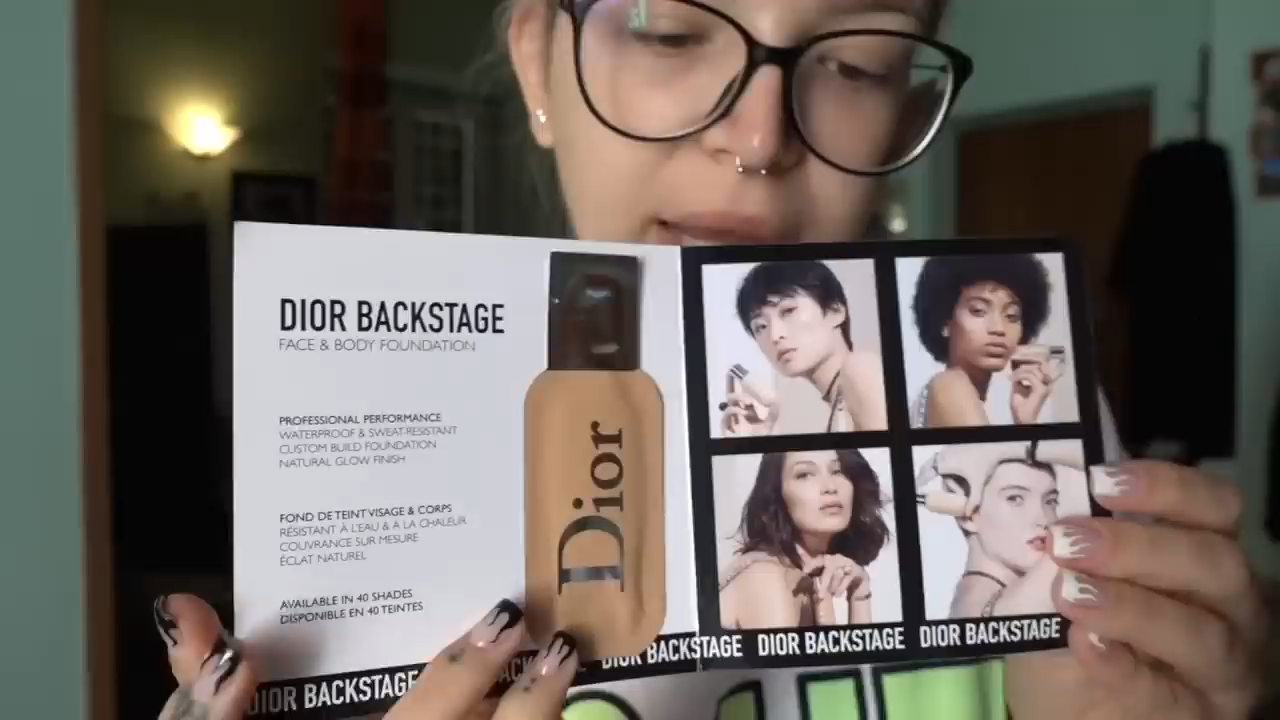 DIOR BACKSTAGE
FACE & BODY FOUNDATION
PROFESSIONAL PERFORMANCE
WATERPROOF & SWEAT-RESISTANT
CUSTOM BUILD FOUNDATION
NATURAL GLOW FINISH
FOND DE TEINT VISAGE & CORPS
RÉSISTANT À L'EAU & À LA CHALEUR
COUVRANCE SUR MESURE
ÉCLAT NATUREL
AVAILABLE IN 40 SHADES
DISPONIBLE EN 40 TEINTES
Dior
DIOR BACKSTAGE DIOR BACKSTAGE DIOR BACKSTAGE DIOR BACKSTAGE